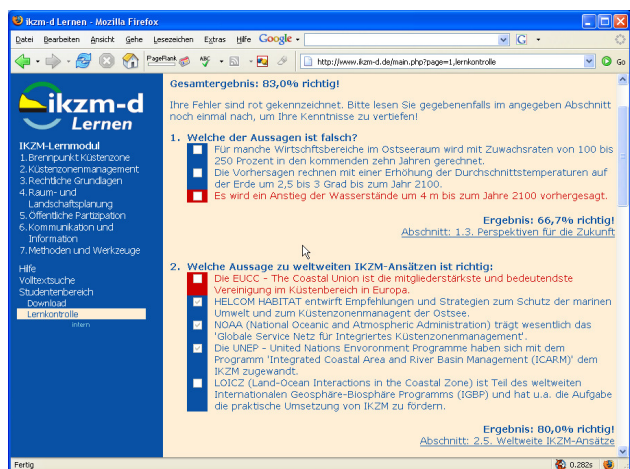 ikzm-d Lernen - Mozilla Firefox
Datei Bearbeiten Ansicht Gehe Lesezeichen Extras Hilfe Google G
PageRank ABC http://www.ikzm-d.de/main.php?page=1,lernkontrolle Go
ikzm-d
Lernen
IKZM-Lernmodul
1. Brennpunkt Küstenzone
2. Küstenzonenmanagement
3. Rechtliche Grundlagen
4. Raum- und
Landschaftsplanung
5. Öffentliche Partizipation
6. Kommunikation und
Information
7. Methoden und Werkzeuge
Hilfe
Volltextsuche
Studentenbereich
Download
Lernkontrolle
intern
Gesamtergebnis: 83,0% richtig!
Ihre Fehler sind rot gekennzeichnet. Bitte lesen Sie gegebenenfalls im angegeben Abschnitt
noch einmal nach, um Ihre Kenntnisse zu vertiefen!
1. Welche der Aussagen ist falsch?
Für manche Wirtschftsbereiche im Ostseeraum wird mit Zuwachsraten von 100 bis
250 Prozent in den kommenden zehn Jahren gerechnet.
Die Vorhersagen rechnen mit einer Erhöhung der Durchschnittstemperaturen auf
der Erde um 2,5 bis 3 Grad bis zum Jahr 2100.
Es wird ein Anstieg der Wasserstände um 4 m bis zum Jahre 2100 vorhergesagt.
Ergebnis: 66,7% richtig!
Abschnitt: 1.3. Perspektiven für die Zukunft
2. Welche Aussage zu weltweiten IKZM-Ansätzen ist richtig:
Die EUCC - The Coastal Union ist die mitgliederstärkste und bedeutendste
Vereinigung im Küstenbereich in Europa.
HELCOM HABITAT entwirft Empfehlungen und Strategien zum Schutz der marinen
Umwelt und zum Küstenzonenmanagent der Ostsee.
NOAA (National Oceanic and Atmospheric Administration) trägt wesentlich das
'Globale Service Netz für Integriertes Küstenzonenmanagement'.
Die UNEP - United Nations Envoronment Programme haben sich mit dem
Programm 'Integrated Coastal Area and River Basin Management (ICARM)' dem
IKZM zugewandt.
LOICZ (Land-Ocean Interactions in the Coastal Zone) ist Teil des weltweiten
Internationalen Geosphäre-Biosphäre Programms (IGBP) und hat u.a. die Aufgabe
die praktische Umsetzung von IKZM zu fördern.
Ergebnis: 80,0% richtig!
Abschnitt: 2.5. Weltweite IKZM-Ansätze
Fertig 0.282s